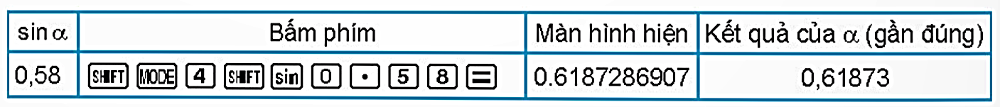 sin α Bấm phím Màn hình hiện Kết quả của α (gần đúng)
0,58 SHIFT MODE 4 SHIFT sin 0 • 5 8 = 0.6187286907 0,61873